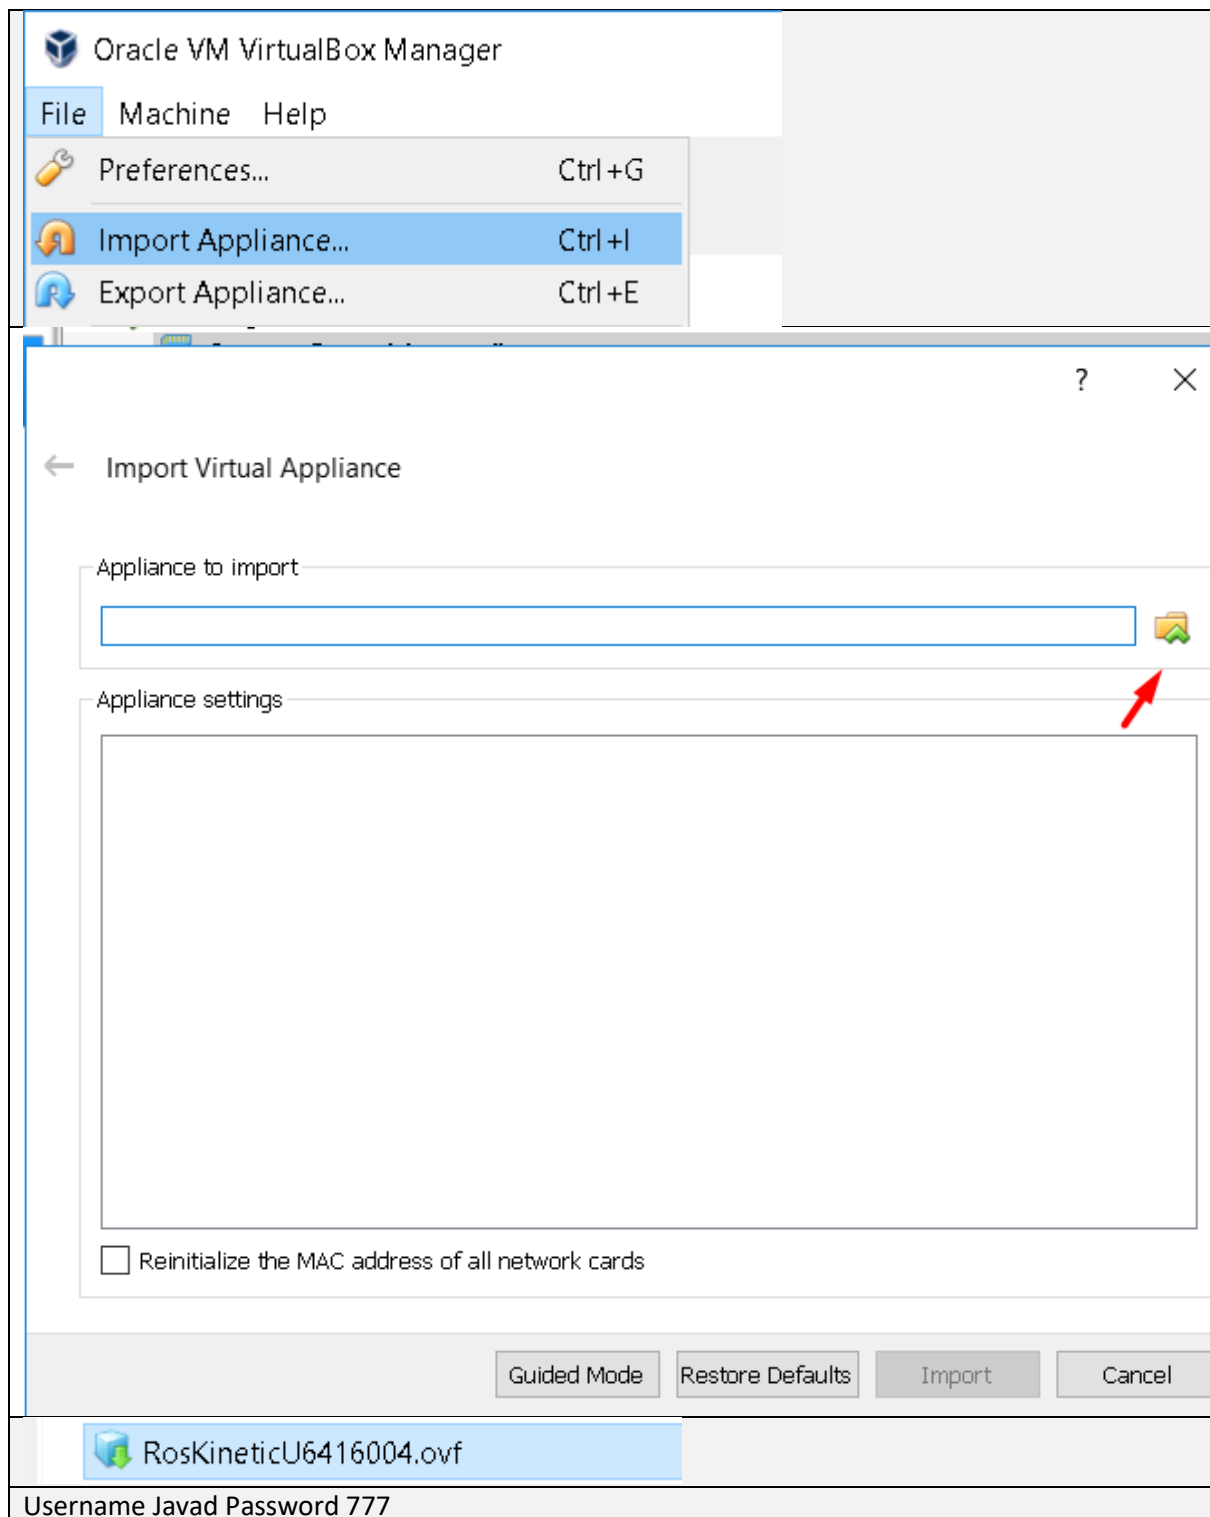 Oracle VM VirtualBox Manager
File Machine Help
Preferences... Ctrl+G
Import Appliance... Ctrl+I
Export Appliance... Ctrl+E
?
Import Virtual Appliance
Appliance to import
Appliance settings
Reinitialize the MAC address of all network cards
Guided Mode Restore Defaults Import Cancel
RosKineticU6416004.ovf
Username Javad Password 777